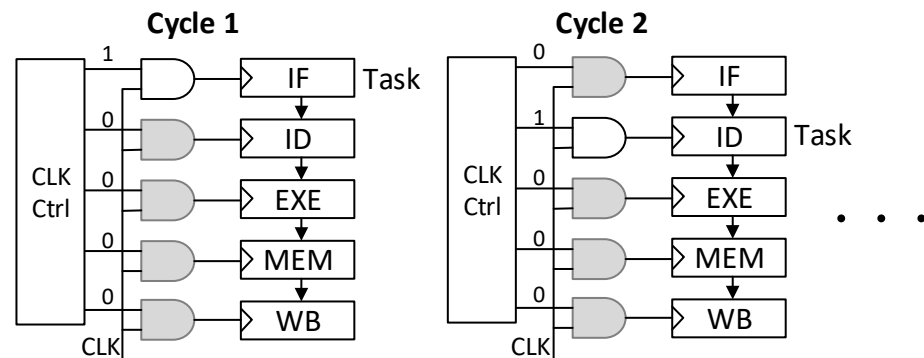 Cycle 1
1
IF
Task
0
ID
CLK
Ctrl
0
EXE
0
MEM
0
WB
CLK
Cycle 2
0
IF
1
ID
Task
CLK
Ctrl
0
EXE
0
MEM
0
WB
CLK
. . .